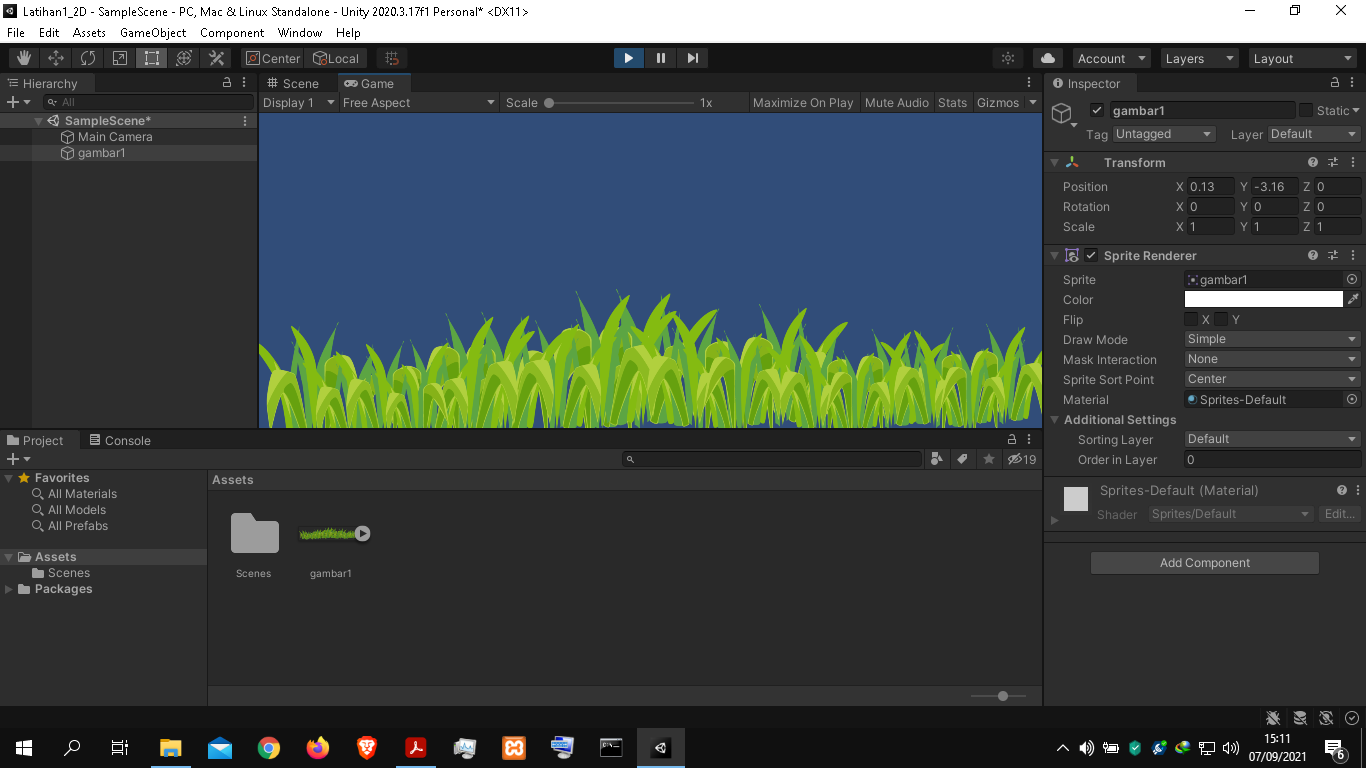 Latihan1_2D - SampleScene - PC, Mac & Linux Standalone - Unity 2020.3.17f1 Personal* <DX11>
File Edit Assets GameObject Component Window Help
Center Local Account Layers Layout
Hierarchy
All
SampleScene*
Main Camera
gambar1
Scene Game
Display 1 Free Aspect Scale 1x Maximize On Play Mute Audio Stats Gizmos
Inspector
gambar1 Static
Tag Untagged Layer Default
Transform
Position X 0.13 Y -3.16 Z 0
Rotation X 0 Y 0 Z 0
Scale X 1 Y 1 Z 1
Sprite Renderer
Sprite gambar1
Color
Flip X Y
Draw Mode Simple
Mask Interaction None
Sprite Sort Point Center
Material Sprites-Default
Additional Settings
Sorting Layer Default
Order in Layer 0
Sprites-Default (Material)
Shader Sprites/Default Edit...
Add Component
Project Console
19
Favorites
All Materials
All Models
All Prefabs
Assets
Scenes
Packages
Assets
Scenes gambar1
15:11
07/09/2021
6